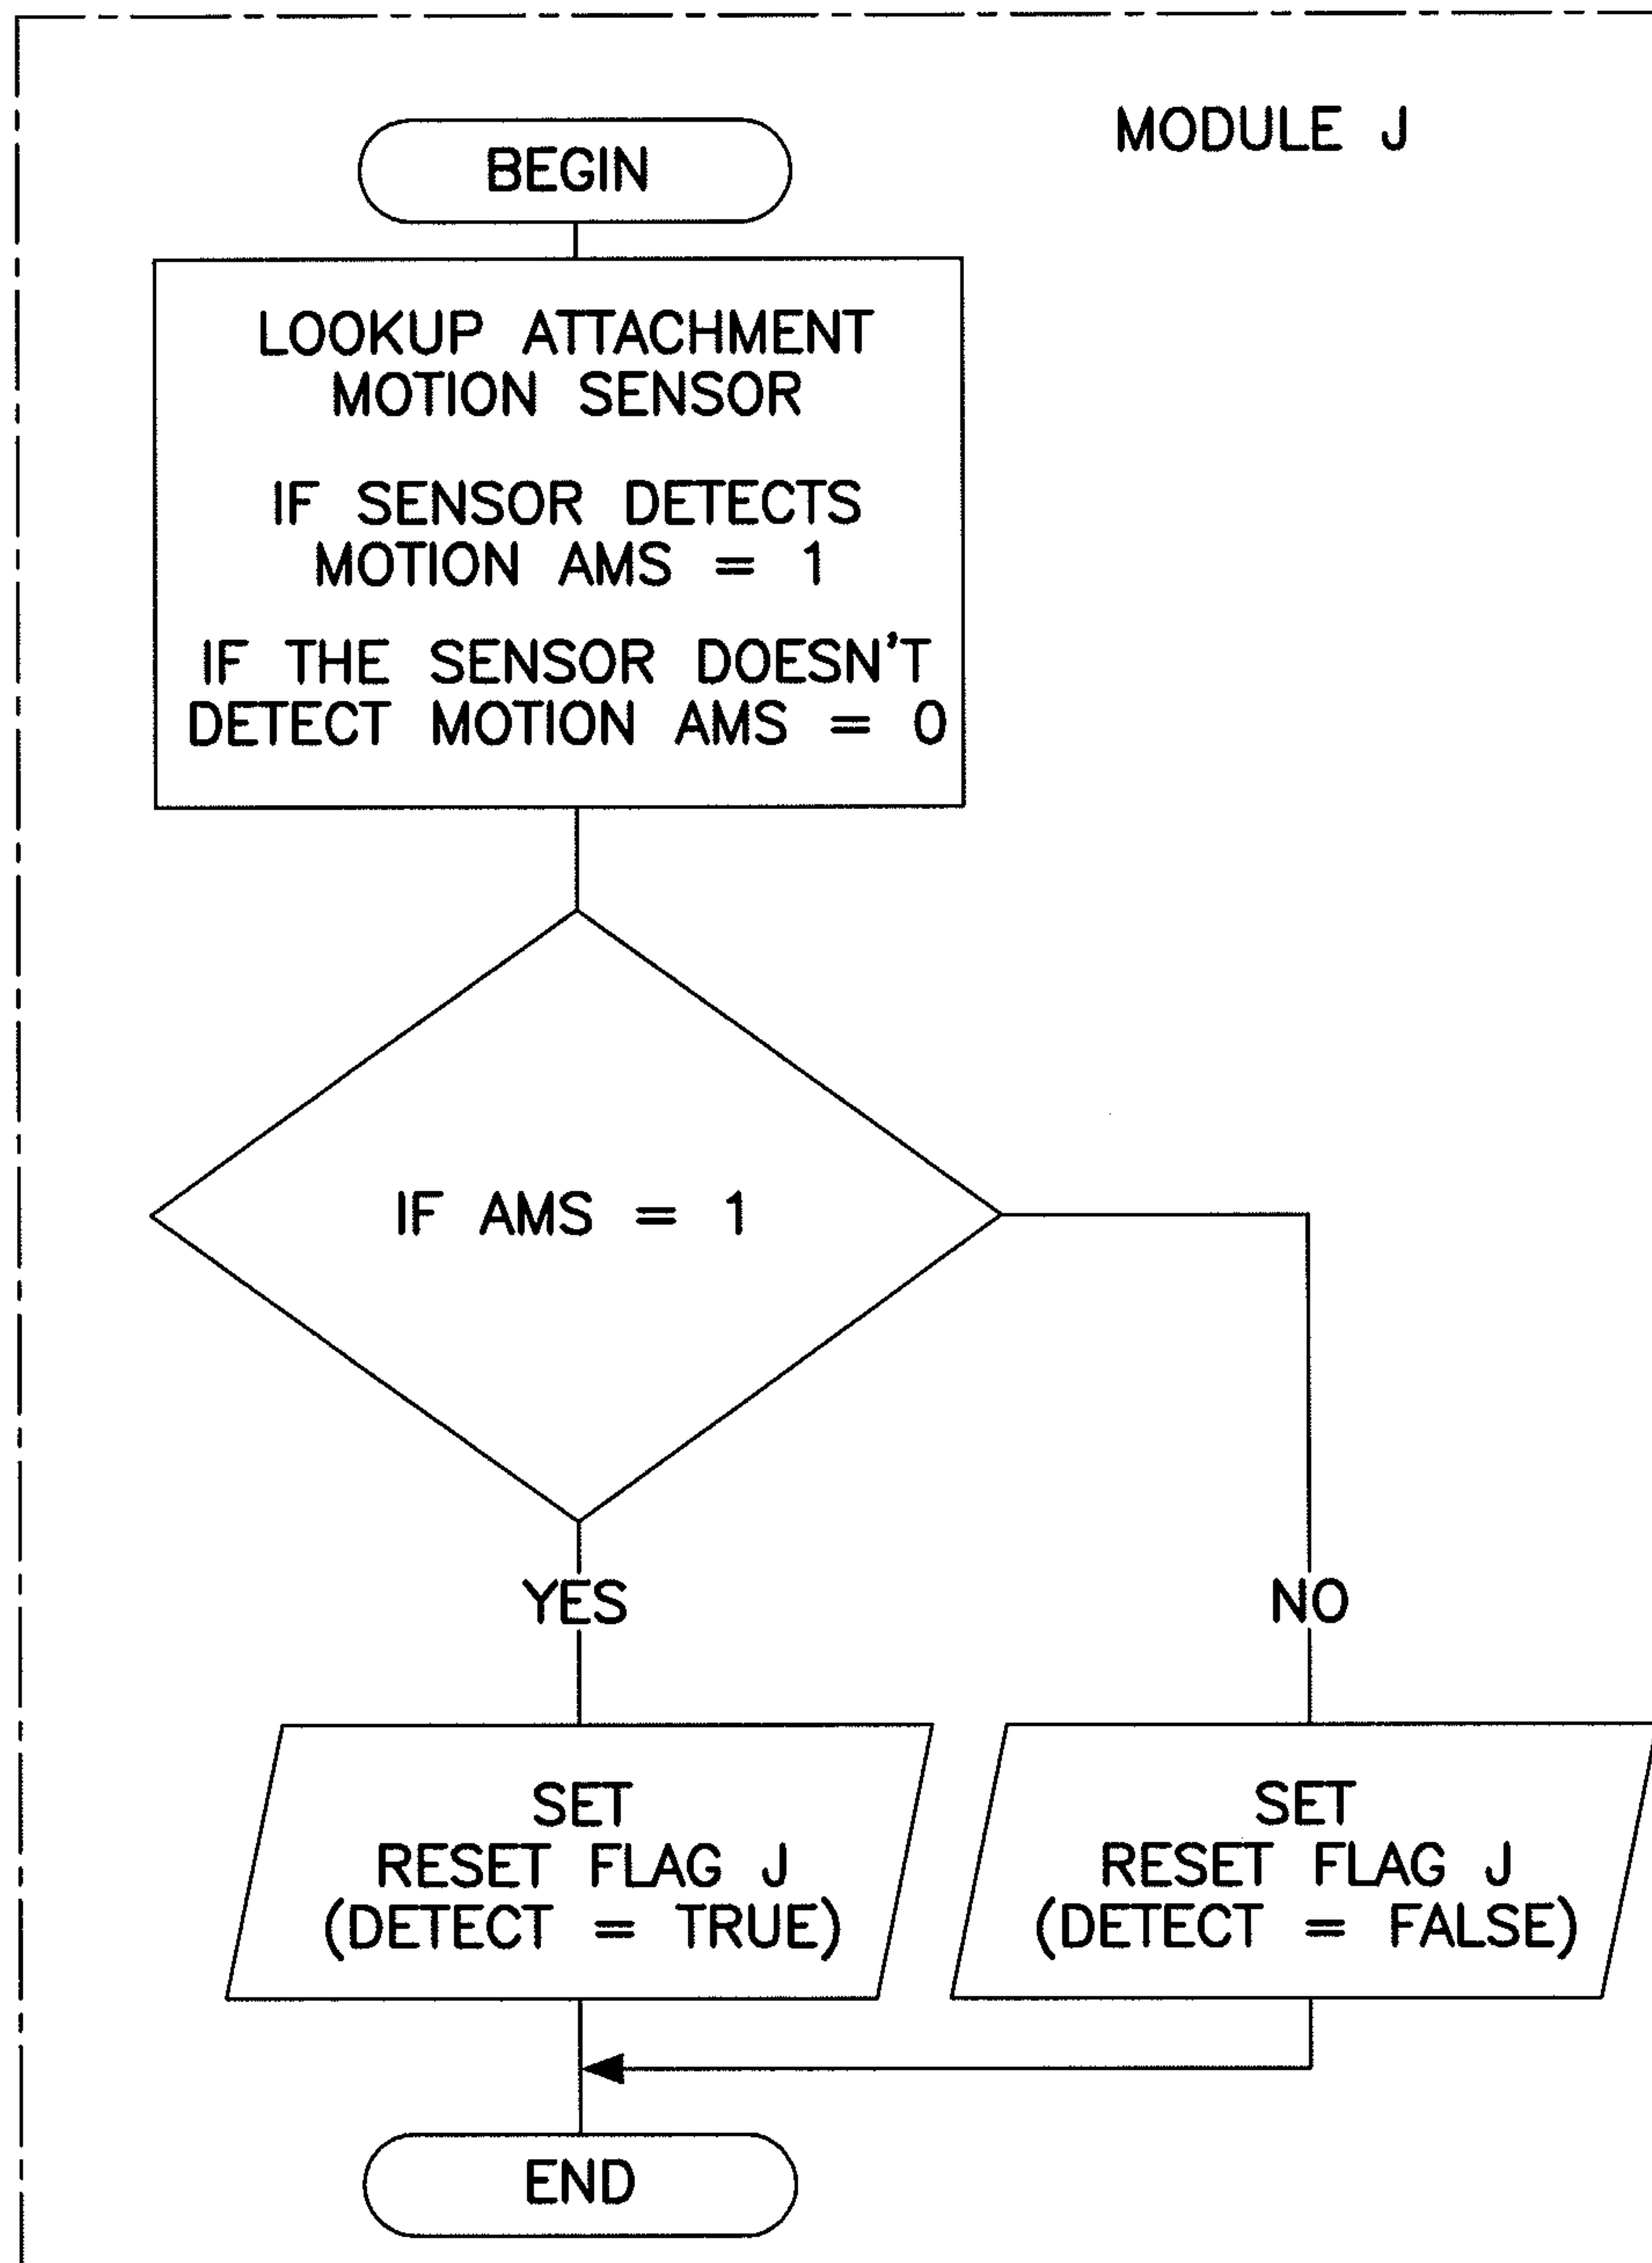 MODULE J
BEGIN
LOOKUP ATTACHMENT
MOTION SENSOR
IF SENSOR DETECTS
MOTION AMS = 1
IF THE SENSOR DOESN'T
DETECT MOTION AMS = 0
IF AMS = 1
YES
NO
SET
RESET FLAG J
(DETECT = TRUE)
SET
RESET FLAG J
(DETECT = FALSE)
END